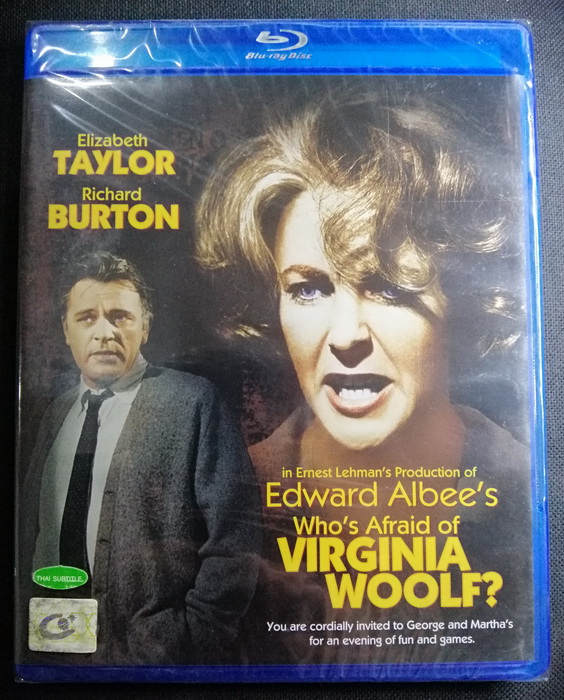 Blu-ray Disc
Elizabeth
TAYLOR
Richard
BURTON
in Ernest Lehman's Production of
Edward Albee's
Who's Afraid of
VIRGINIA
WOOLF?
THAI SUBTITLE.
You are cordially invited to George and Martha's
for an evening of fun and games.